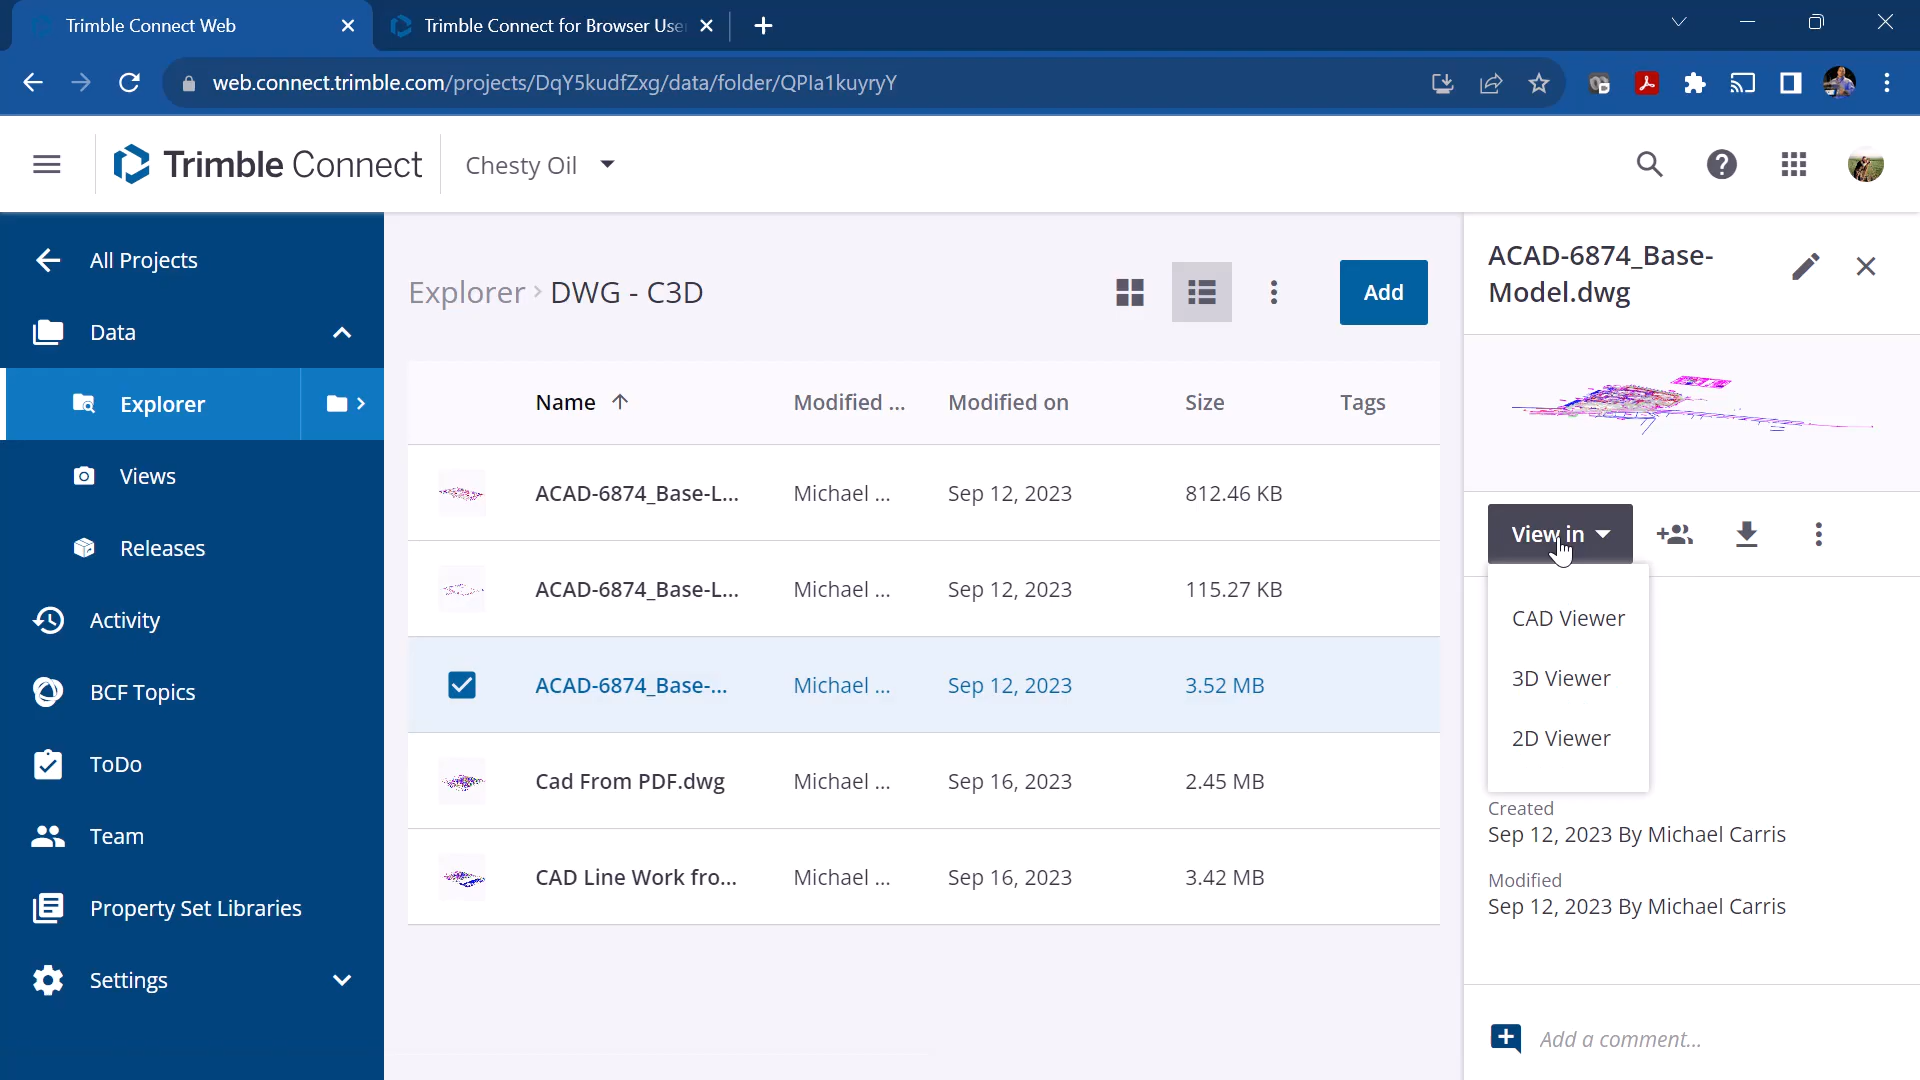 Trimble Connect Web
Trimble Connect for Browser Use
web.connect.trimble.com/projects/DqY5kudfZxg/data/folder/QPIa1kuyryY
Trimble Connect
Chesty Oil
All Projects
Data
Explorer
Views
Releases
Activity
BCF Topics
ToDo
Team
Property Set Libraries
Settings
Explorer > DWG - C3D
Add
Name Modified ... Modified on Size Tags
ACAD-6874_Base-L... Michael ... Sep 12, 2023 812.46 KB
ACAD-6874_Base-L... Michael ... Sep 12, 2023 115.27 KB
ACAD-6874_Base-... Michael ... Sep 12, 2023 3.52 MB
Cad From PDF.dwg Michael ... Sep 16, 2023 2.45 MB
CAD Line Work fro... Michael ... Sep 16, 2023 3.42 MB
ACAD-6874_Base-
Model.dwg
View in
CAD Viewer
3D Viewer
2D Viewer
Created
Sep 12, 2023 By Michael Carris
Modified
Sep 12, 2023 By Michael Carris
Add a comment...